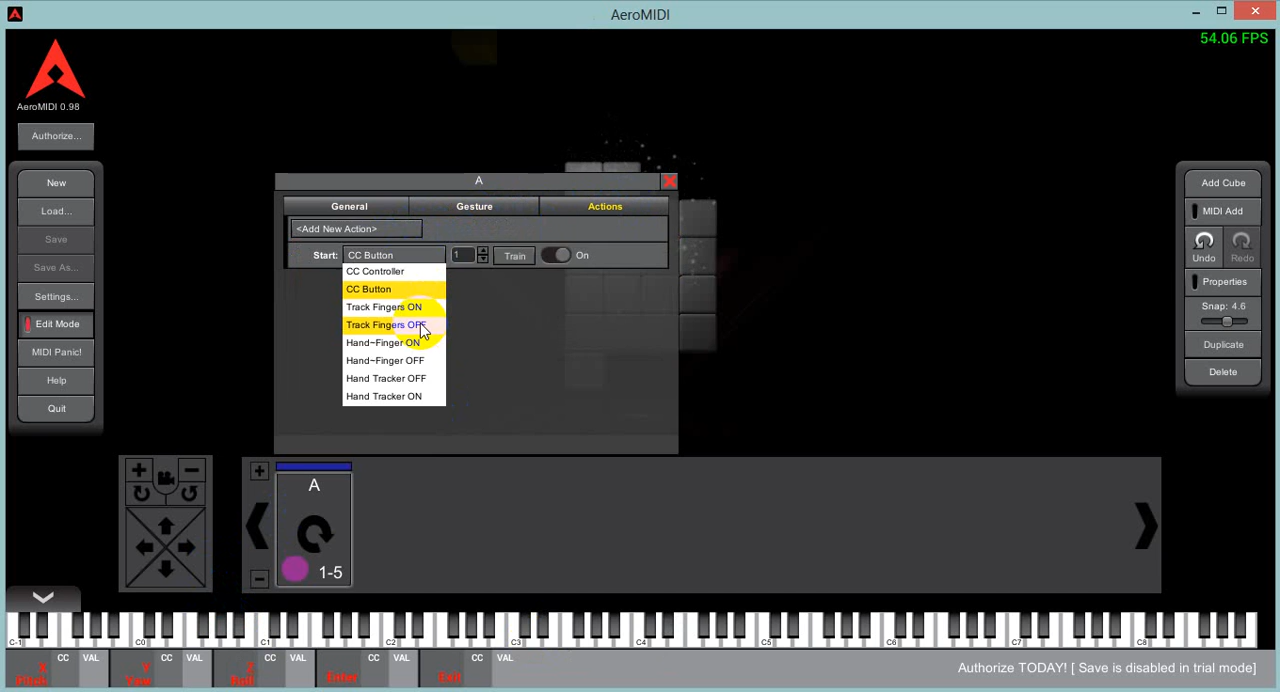 AeroMIDI
54.06 FPS
AeroMIDI 0.98
Authorize...
New
Load...
Save
Save As...
Settings...
Edit Mode
MIDI Panic!
Help
Quit
A
General Gesture Actions
<Add New Action>
Start: CC Button 1 Train On
CC Controller
CC Button
Track Fingers ON
Track Fingers OFF
Hand~Finger ON
Hand~Finger OFF
Hand Tracker OFF
Hand Tracker ON
Add Cube
MIDI Add
Undo Redo
Properties
Snap: 4.6
Duplicate
Delete
A
1-5
C-1 C0 C1 C2 C3 C4 C5 C6 C7 C8
X CC VAL Y CC VAL Z CC VAL Enter CC VAL Exit CC VAL
Pitch Yaw Roll
Authorize TODAY! [ Save is disabled in trial mode]